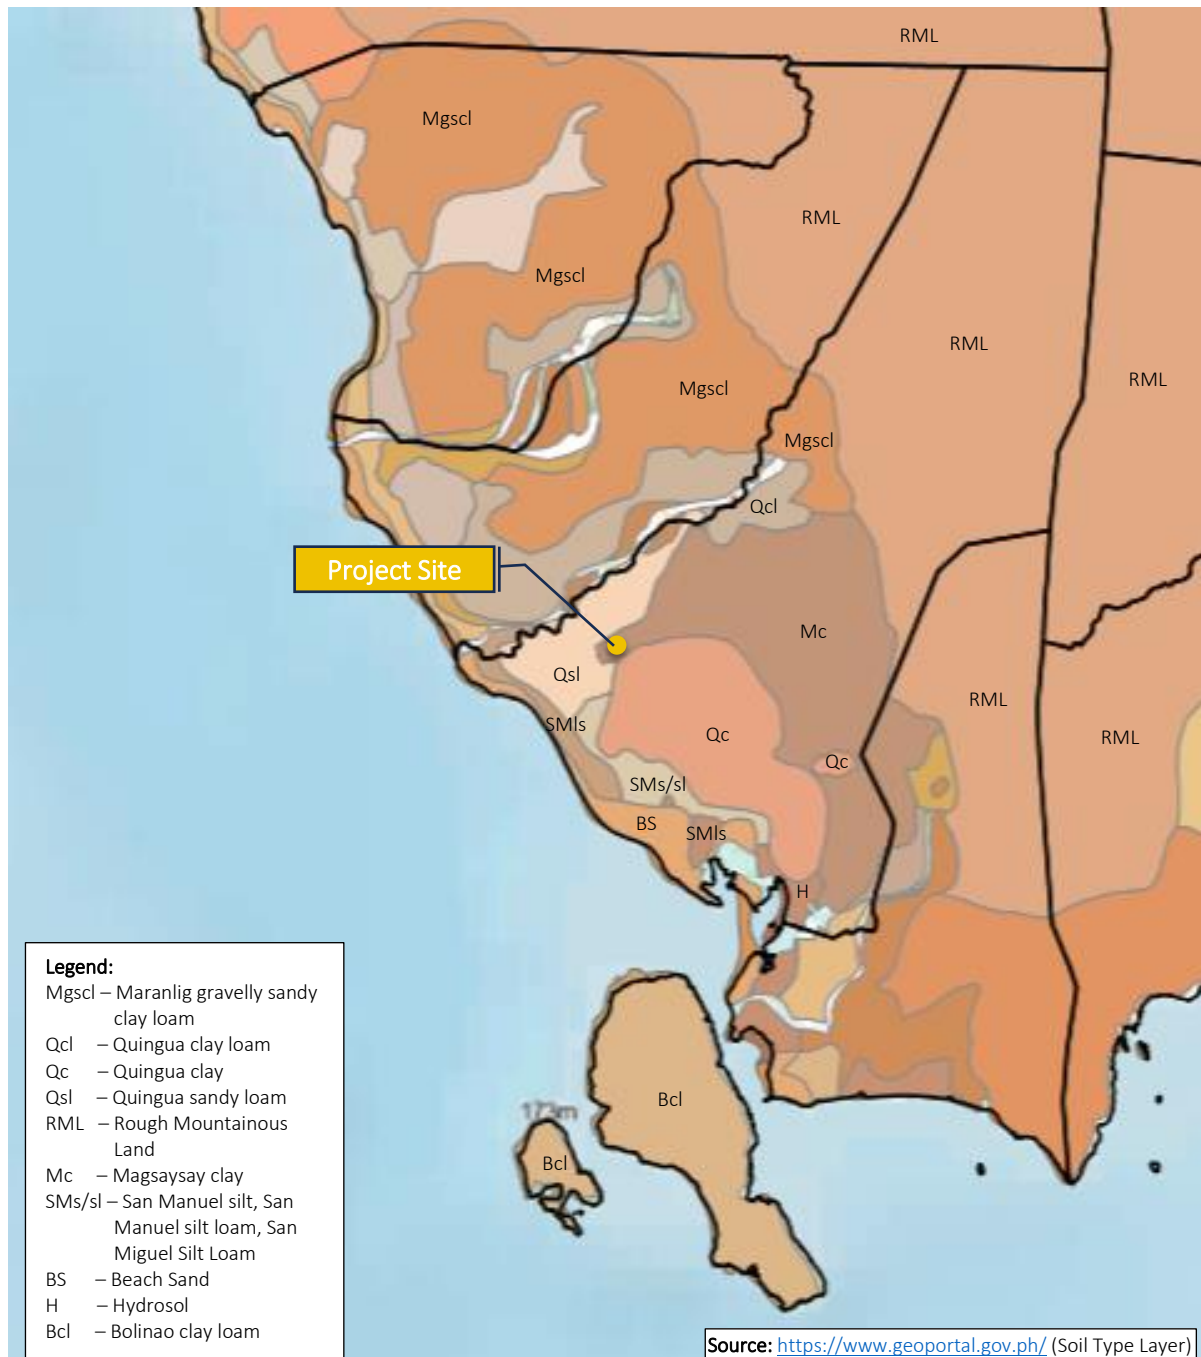 RML
Mgscl
RML
Mgscl
RML
RML
Mgscl
Mgscl
Qcl
Project Site
Mc
Qsl
RML
SMls
Qc
RML
Qc
SMs/sl
BS
SMls
H
Bcl
173m
Bcl
Legend:
Mgscl – Maranlig gravelly sandy
clay loam
Qcl – Quingua clay loam
Qc – Quingua clay
Qsl – Quingua sandy loam
RML – Rough Mountainous
Land
Mc – Magsaysay clay
SMs/sl – San Manuel silt, San
Manuel silt loam, San
Miguel Silt Loam
BS – Beach Sand
H – Hydrosol
Bcl – Bolinao clay loam
Source: https://www.geoportal.gov.ph/ (Soil Type Layer)